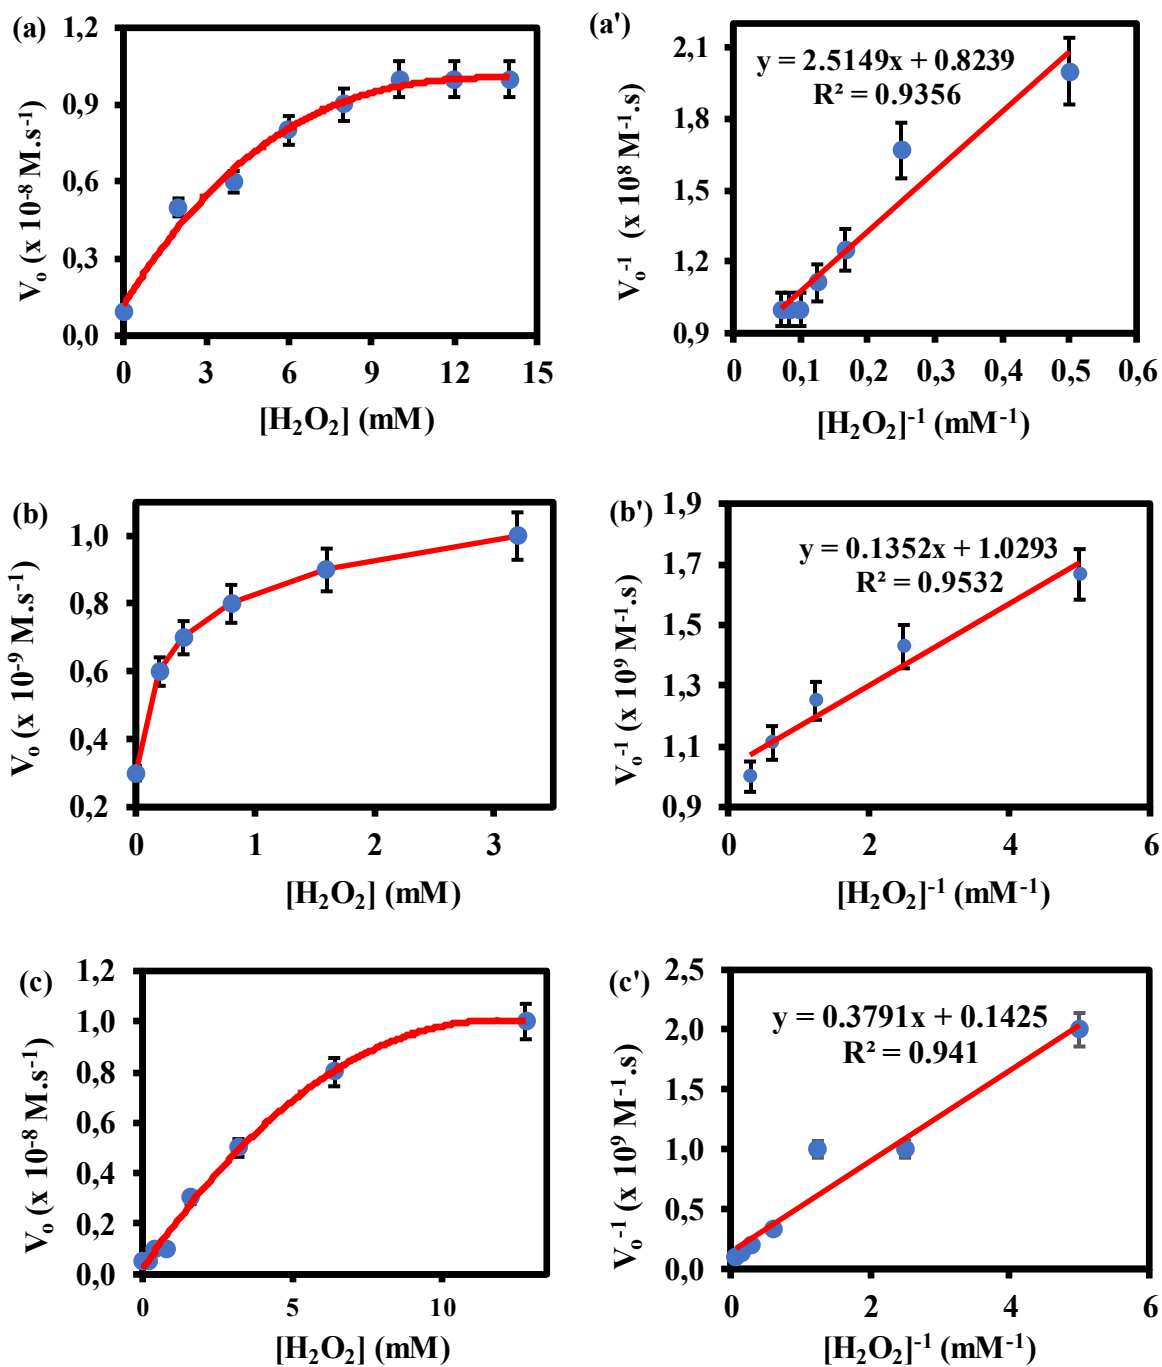 (a)
1,2
0,9
0,6
0,3
0,0
V₀ (x 10⁻⁸ M.s⁻¹)
0 3 6 9 12 15
[H₂O₂] (mM)
(a')
y = 2.5149x + 0.8239
R² = 0.9356
2,1
1,8
1,5
1,2
0,9
V₀⁻¹ (x 10⁸ M⁻¹.s)
0 0,1 0,2 0,3 0,4 0,5 0,6
[H₂O₂]⁻¹ (mM⁻¹)
(b)
1,0
0,8
0,6
0,4
0,2
V₀ (x 10⁻⁹ M.s⁻¹)
0 1 2 3
[H₂O₂] (mM)
(b')
y = 0.1352x + 1.0293
R² = 0.9532
1,9
1,7
1,5
1,3
1,1
0,9
V₀⁻¹ (x 10⁹ M⁻¹.s)
0 2 4 6
[H₂O₂]⁻¹ (mM⁻¹)
(c)
1,2
1,0
0,8
0,6
0,4
0,2
0,0
V₀ (x 10⁻⁸ M.s⁻¹)
0 5 10
[H₂O₂] (mM)
(c')
y = 0.3791x + 0.1425
R² = 0.941
2,5
2,0
1,5
1,0
0,5
0,0
V₀⁻¹ (x 10⁹ M⁻¹.s)
0 2 4 6
[H₂O₂]⁻¹ (mM⁻¹)